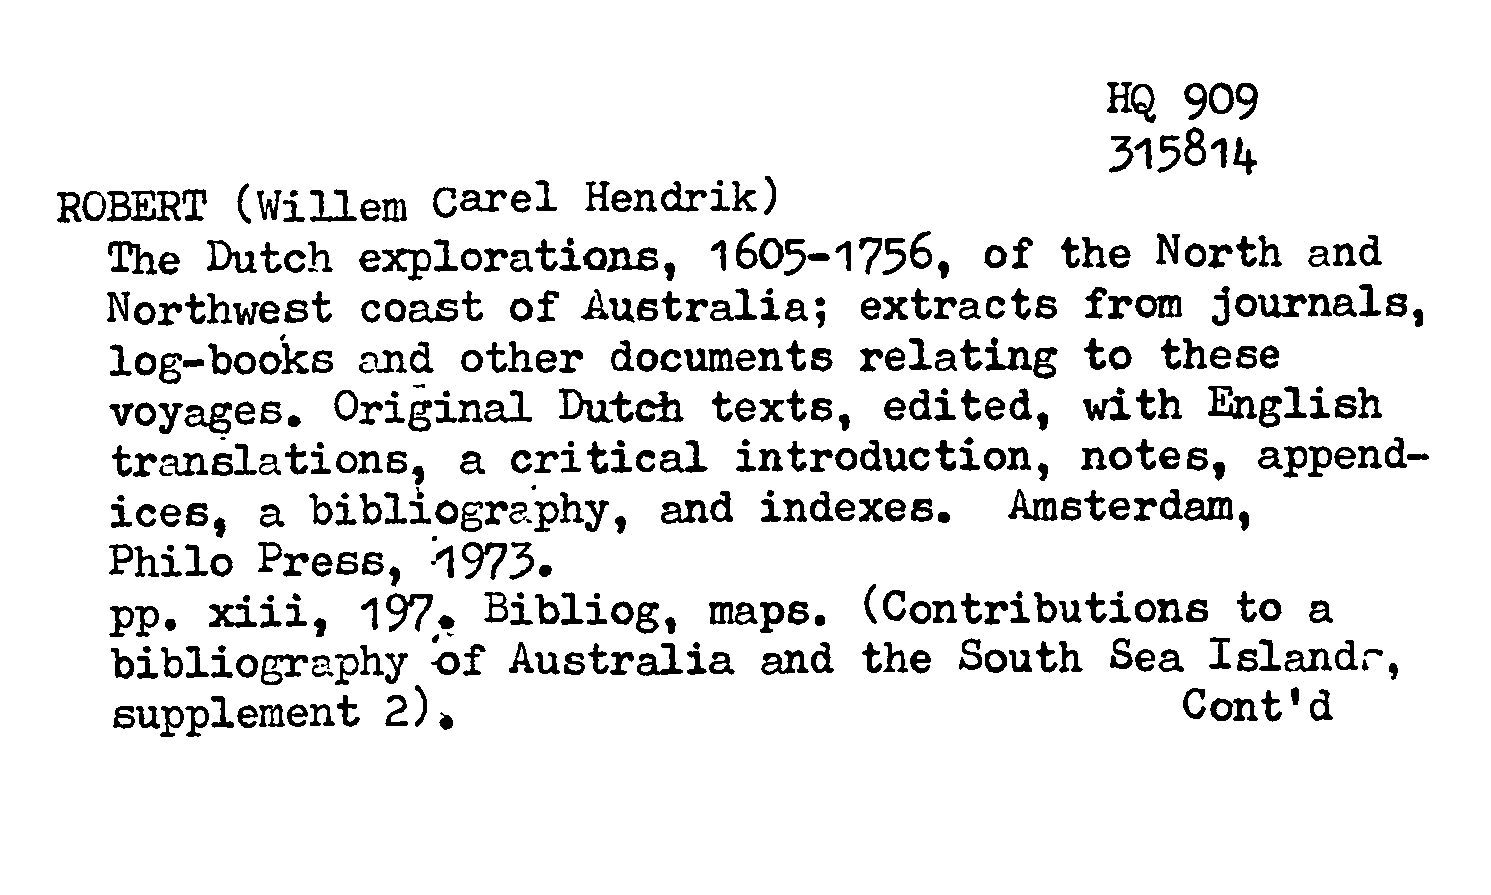 HQ 909
315814
ROBERT (Willem Carel Hendrik)
The Dutch explorations, 1605-1756, of the North and
Northwest coast of Australia; extracts from journals,
log-books and other documents relating to these
voyages. Original Dutch texts, edited, with English
translations, a critical introduction, notes, append-
ices, a bibliography, and indexes. Amsterdam,
Philo Press, 1973.
pp. xiii, 197. Bibliog, maps. (Contributions to a
bibliography of Australia and the South Sea Islands,
supplement 2).
Cont'd